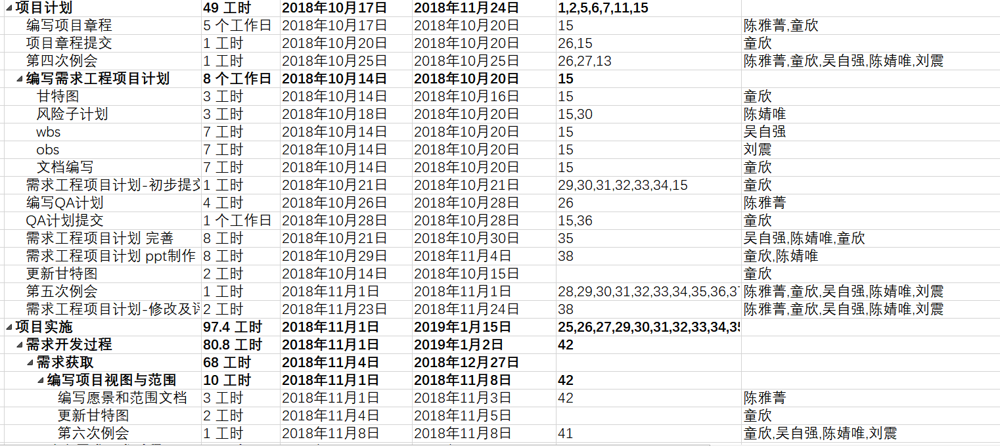 项目计划 49 工时 2018年10月17日 2018年11月24日 1,2,5,6,7,11,15
编写项目章程 5 个工作日 2018年10月17日 2018年10月20日 15 陈雅菁,童欣
项目章程提交 1 工时 2018年10月20日 2018年10月20日 26,15 童欣
第四次例会 1 工时 2018年10月25日 2018年10月25日 26,27,13 陈雅菁,童欣,吴自强,陈婧唯,刘震
编写需求工程项目计划 8 个工作日 2018年10月14日 2018年10月20日 15
甘特图 3 工时 2018年10月14日 2018年10月16日 15 童欣
风险子计划 3 工时 2018年10月18日 2018年10月20日 15,30 陈婧唯
wbs 7 工时 2018年10月14日 2018年10月20日 15 吴自强
obs 7 工时 2018年10月14日 2018年10月20日 15 刘震
文档编写 7 工时 2018年10月14日 2018年10月20日 15 童欣
需求工程项目计划-初步提交 1 工时 2018年10月21日 2018年10月21日 29,30,31,32,33,34,15 童欣
编写QA计划 4 工时 2018年10月26日 2018年10月28日 26 陈雅菁
QA计划提交 1 个工作日 2018年10月28日 2018年10月28日 15,36 童欣
需求工程项目计划 完善 8 工时 2018年10月21日 2018年10月30日 35 吴自强,陈婧唯,童欣
需求工程项目计划 ppt制作 8 工时 2018年10月29日 2018年11月4日 38 童欣,陈婧唯
更新甘特图 2 工时 2018年10月14日 2018年10月15日 童欣
第五次例会 1 工时 2018年11月1日 2018年11月1日 28,29,30,31,32,33,34,35,36,37 陈雅菁,童欣,吴自强,陈婧唯,刘震
需求工程项目计划-修改及 2 工时 2018年11月23日 2018年11月24日 38 陈雅菁,童欣,吴自强,陈婧唯,刘震
项目实施 97.4 工时 2018年11月1日 2019年1月15日 25,26,27,29,30,31,32,33,34,35
需求开发过程 80.8 工时 2018年11月1日 2019年1月2日 42
需求获取 68 工时 2018年11月4日 2018年12月27日
编写项目视图与范围 10 工时 2018年11月1日 2018年11月8日 42
编写愿景和范围文档 3 工时 2018年11月1日 2018年11月3日 42 陈雅菁
更新甘特图 2 工时 2018年11月4日 2018年11月5日 童欣
第六次例会 1 工时 2018年11月8日 2018年11月8日 41 童欣,吴自强,陈婧唯,刘震